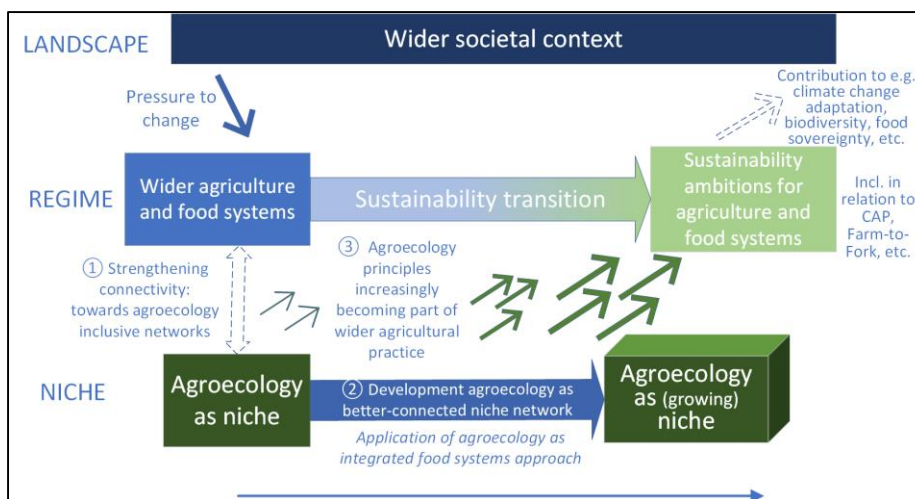 LANDSCAPE
Wider societal context
Pressure to
change
Contribution to e.g.
climate change
adaptation,
biodiversity, food
sovereignty, etc.
REGIME
Wider agriculture
and food systems
Sustainability transition
Sustainability
ambitions for
agriculture and
food systems
Incl. in
relation to
CAP,
Farm-to-
Fork, etc.
① Strengthening
connectivity:
towards agroecology
inclusive networks
③ Agroecology
principles
increasingly
becoming part of
wider agricultural
practice
NICHE
Agroecology
as niche
② Development agroecology as
better-connected niche network
Application of agroecology as
integrated food systems approach
Agroecology
as (growing)
niche